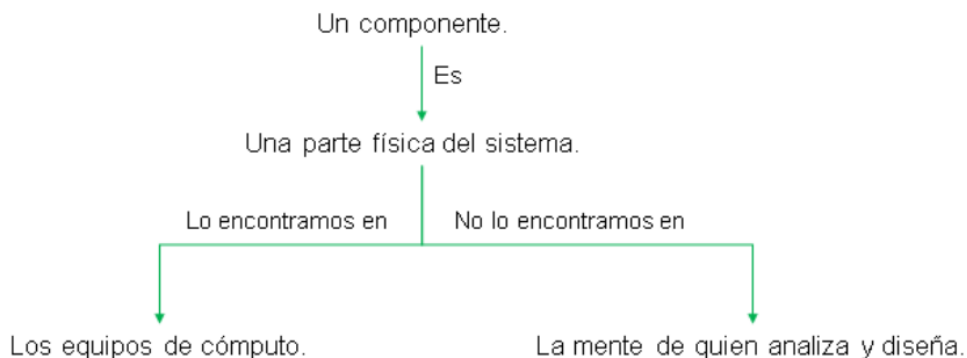 Un componente.
Es
Una parte física del sistema.
Lo encontramos en
No lo encontramos en
Los equipos de cómputo.
La mente de quien analiza y diseña.